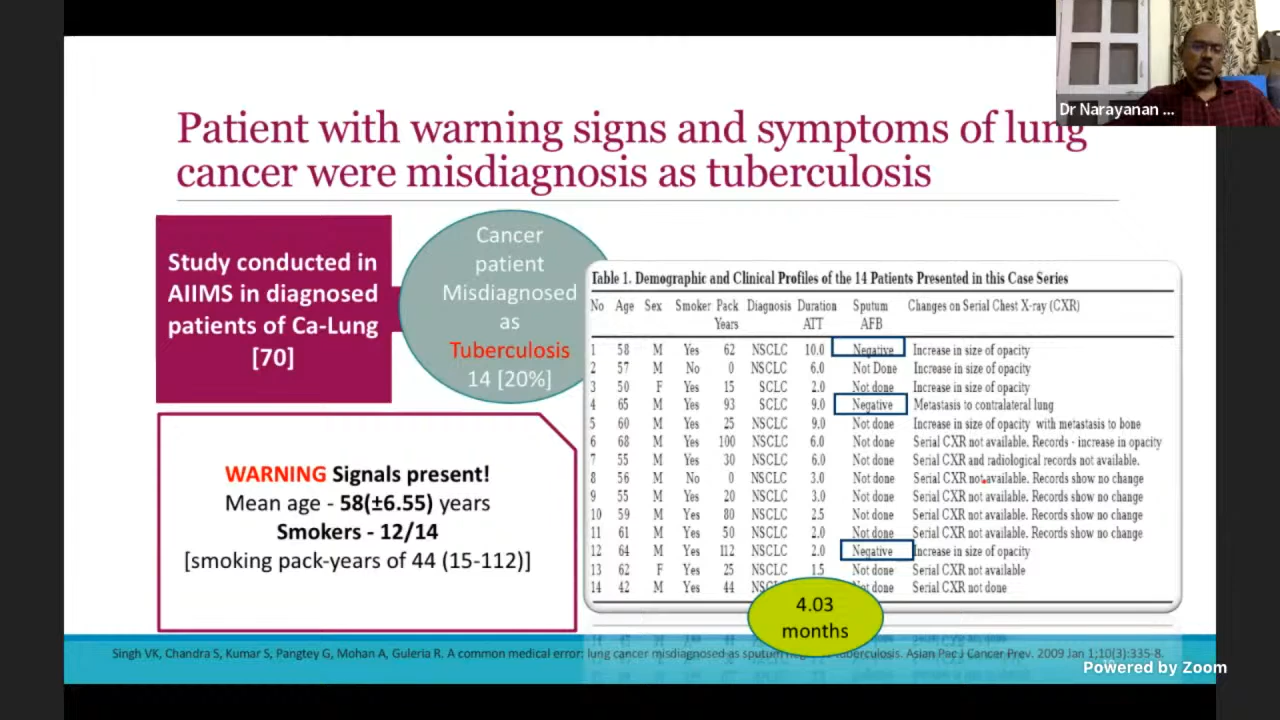 Dr Narayanan ...
Patient with warning signs and symptoms of lung
cancer were misdiagnosis as tuberculosis
Study conducted in
AIIMS in diagnosed
patients of Ca-Lung
[70]
Cancer
patient
Misdiagnosed
as
Tuberculosis
14 [20%]
WARNING Signals present!
Mean age - 58(±6.55) years
Smokers - 12/14
[smoking pack-years of 44 (15-112)]
Table 1. Demographic and Clinical Profiles of the 14 Patients Presented in this Case Series
No Age Sex Smoker Pack Diagnosis Duration Sputum Changes on Serial Chest X-ray (CXR)
Years ATT AFB
1 58 M Yes 62 NSCLC 10.0 Negative Increase in size of opacity
2 57 M No 0 NSCLC 6.0 Not Done Increase in size of opacity
3 50 F Yes 15 SCLC 2.0 Not done Increase in size of opacity
4 65 M Yes 93 SCLC 9.0 Negative Metastasis to contralateral lung
5 60 M Yes 25 NSCLC 9.0 Not done Increase in size of opacity with metastasis to bone
6 68 M Yes 100 NSCLC 6.0 Not done Serial CXR not available. Records - increase in opacity
7 55 M Yes 30 NSCLC 6.0 Not done Serial CXR and radiological records not available.
8 56 M No 0 NSCLC 3.0 Not done Serial CXR not available. Records show no change
9 55 M Yes 20 NSCLC 3.0 Not done Serial CXR not available. Records show no change
10 59 M Yes 80 NSCLC 2.5 Not done Serial CXR not available. Records show no change
11 61 M Yes 50 NSCLC 2.0 Not done Serial CXR not available. Records show no change
12 64 M Yes 112 NSCLC 2.0 Negative Increase in size of opacity
13 62 F Yes 25 NSCLC 1.5 Not done Serial CXR not available
14 42 M Yes 44 done Serial CXR not done
4.03
months
Singh VK, Chandra S, Kumar S, Pangtey G, Mohan A, Guleria R. A common medical error: lung cancer misdiagnosed as sputum tuberculosis. Asian Pac J Cancer Prev. 2009 Jan 1;10(3):335-8.
Powered by Zoom